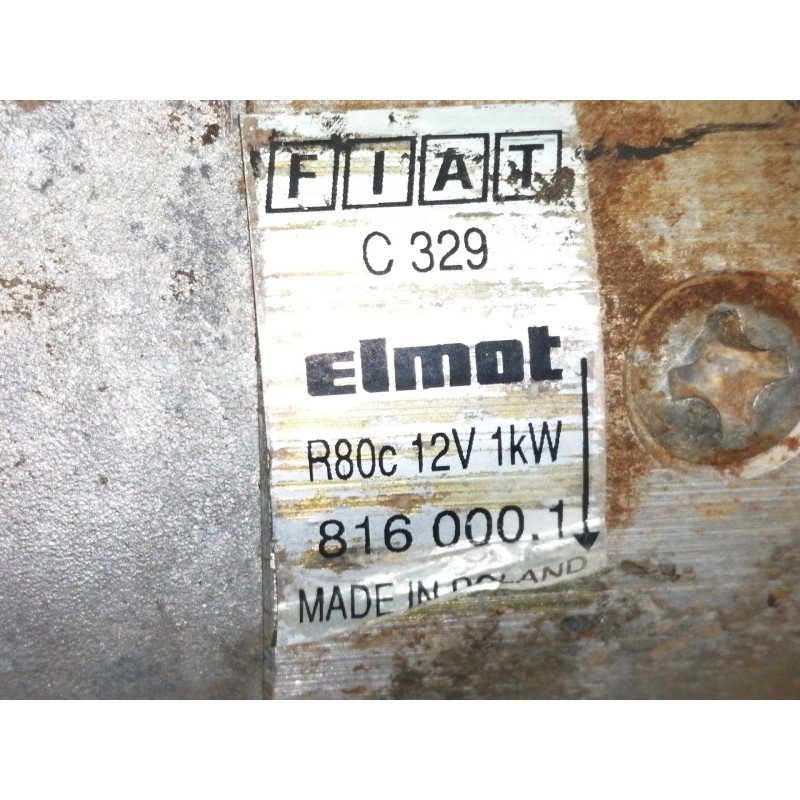 FIAT
C 329
elmot
R80c 12V 1kW
816 000.1
MADE IN POLAND